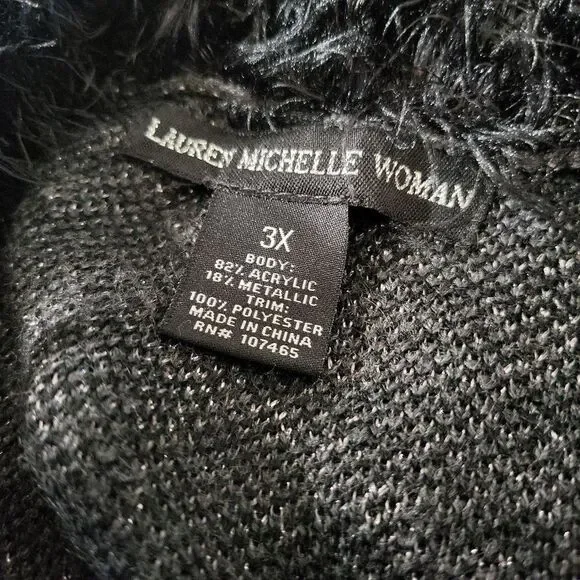 LAUREN MICHELLE WOMAN
3X
BODY:
82% ACRYLIC
18% METALLIC
TRIM:
100% POLYESTER
MADE IN CHINA
RN# 107465